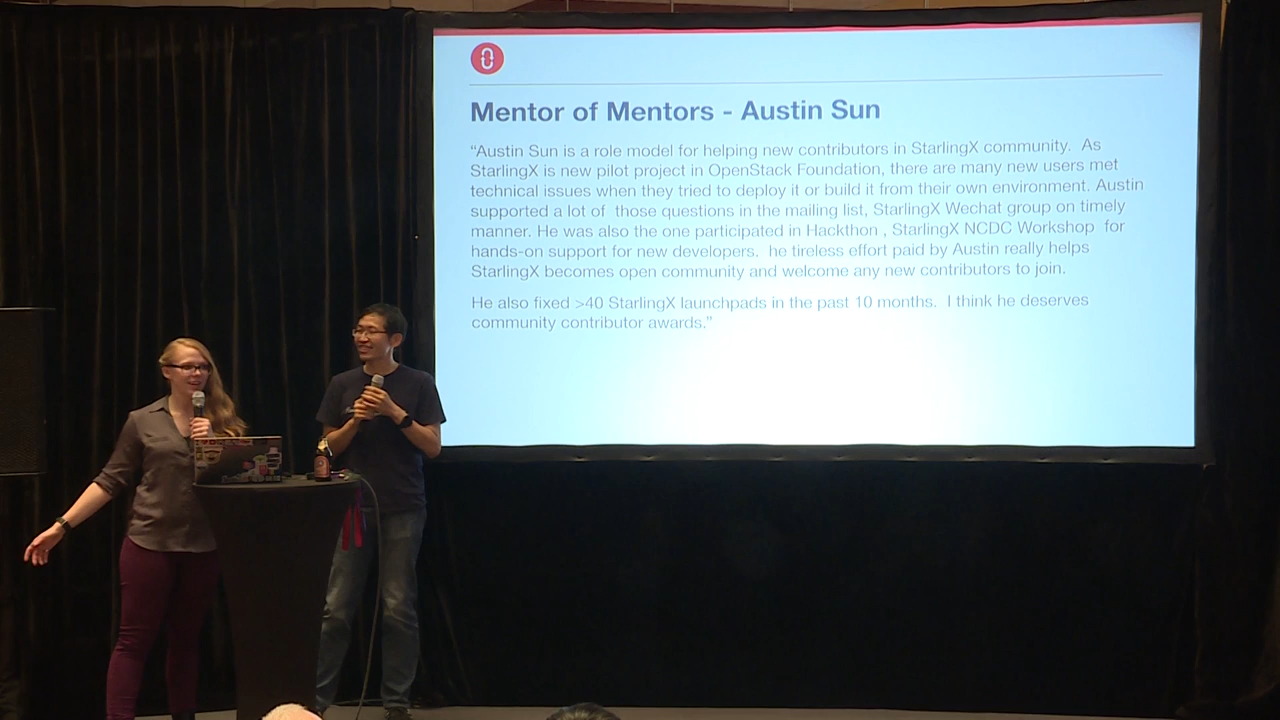 Mentor of Mentors - Austin Sun
“Austin Sun is a role model for helping new contributors in StarlingX community.  As
StarlingX is new pilot project in OpenStack Foundation, there are many new users met
technical issues when they tried to deploy it or build it from their own environment. Austin
supported a lot of  those questions in the mailing list, StarlingX Wechat group on timely
manner. He was also the one participated in Hackthon , StarlingX NCDC Workshop  for
hands-on support for new developers.  he tireless effort paid by Austin really helps
StarlingX becomes open community and welcome any new contributors to join.
He also fixed >40 StarlingX launchpads in the past 10 months.  I think he deserves
community contributor awards.”